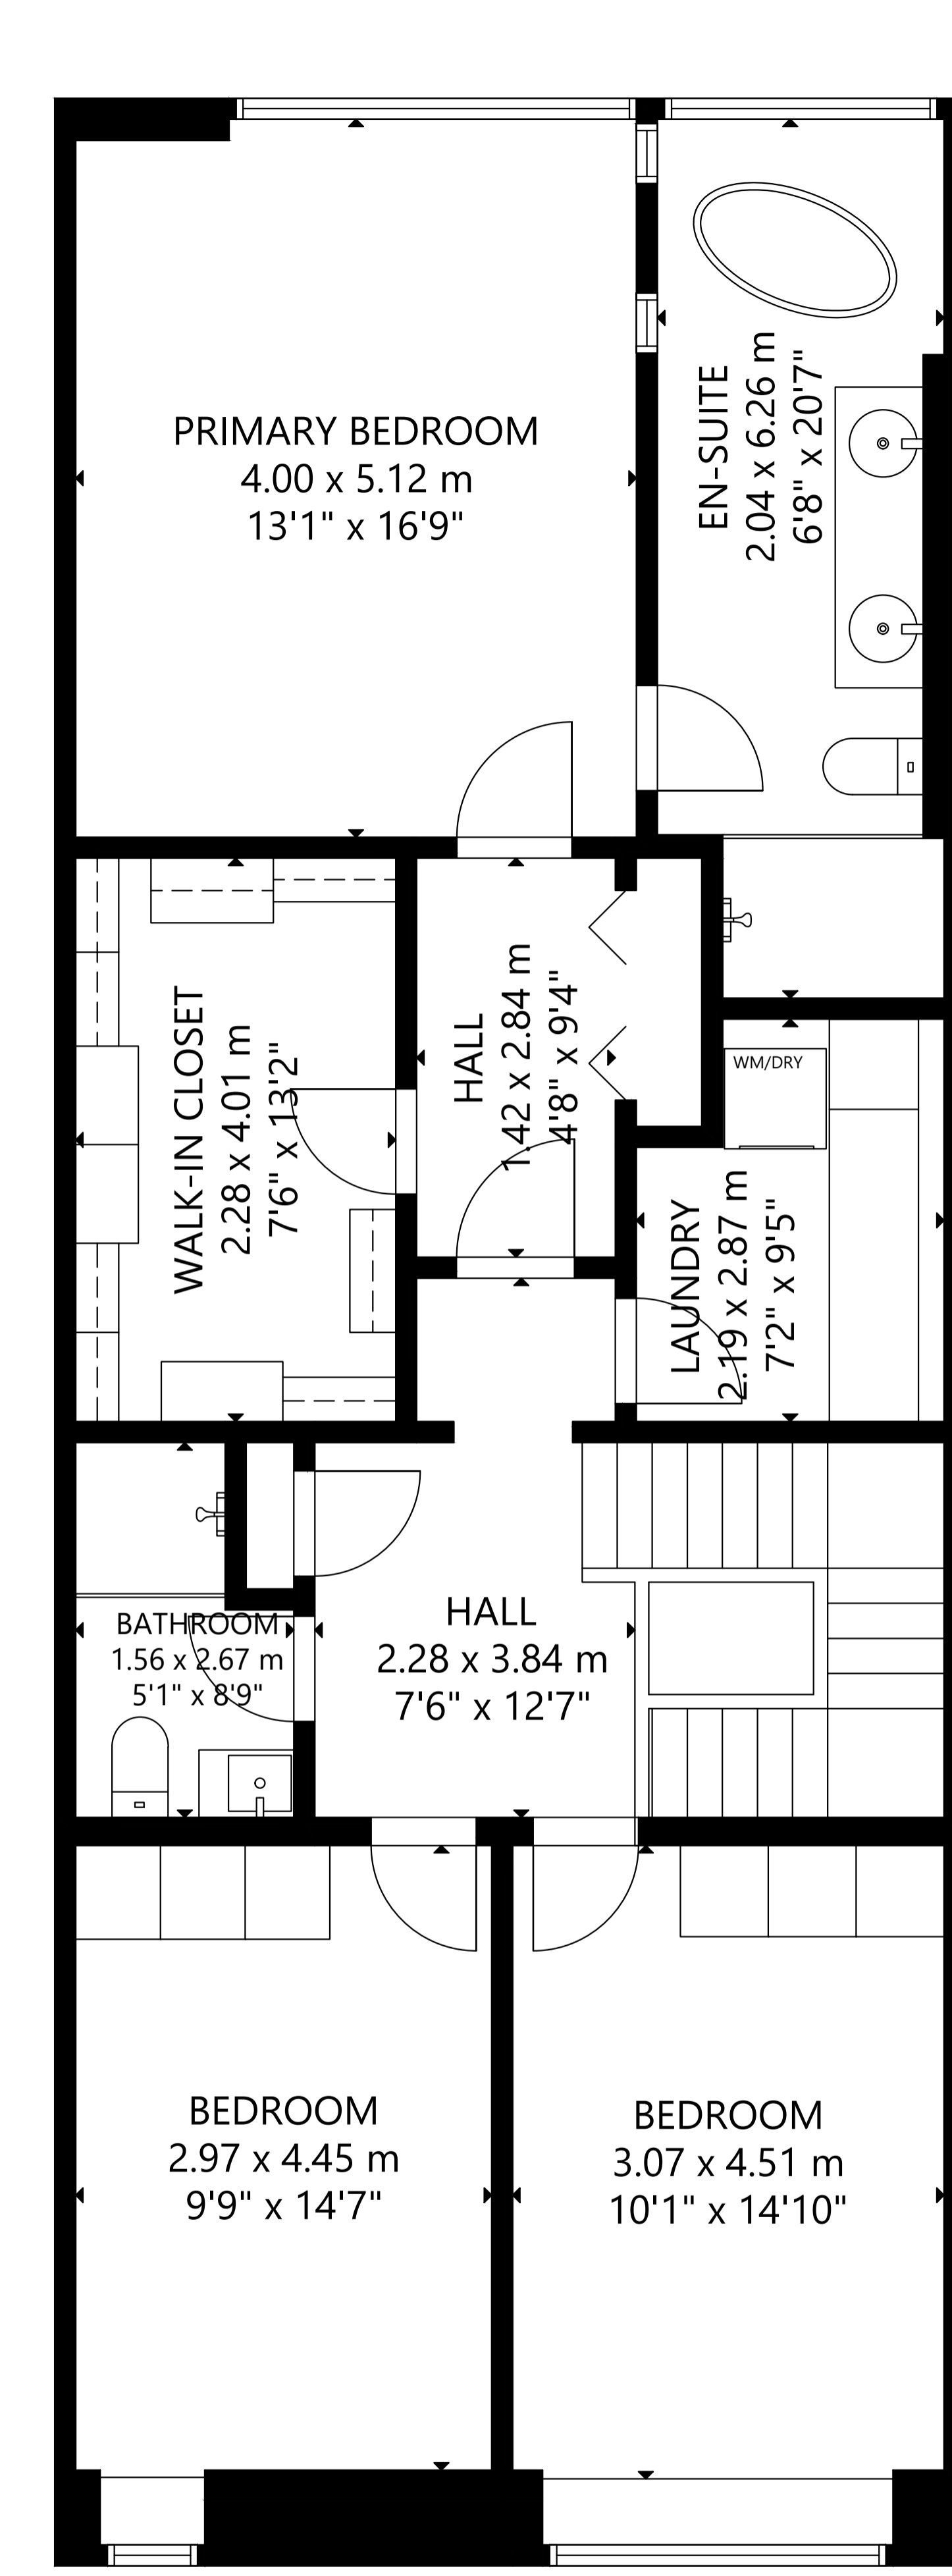 PRIMARY BEDROOM
4.00 x 5.12 m
13'1" x 16'9"
EN-SUITE
2.04 x 6.26 m
6'8" x 20'7"
WALK-IN CLOSET
2.28 x 4.01 m
7'6" x 13'2"
HALL
1.42 x 2.84 m
4'8" x 9'4"
WM/DRY
LAUNDRY
2.19 x 2.87 m
7'2" x 9'5"
BATHROOM
1.56 x 2.67 m
5'1" x 8'9"
HALL
2.28 x 3.84 m
7'6" x 12'7"
BEDROOM
2.97 x 4.45 m
9'9" x 14'7"
BEDROOM
3.07 x 4.51 m
10'1" x 14'10"